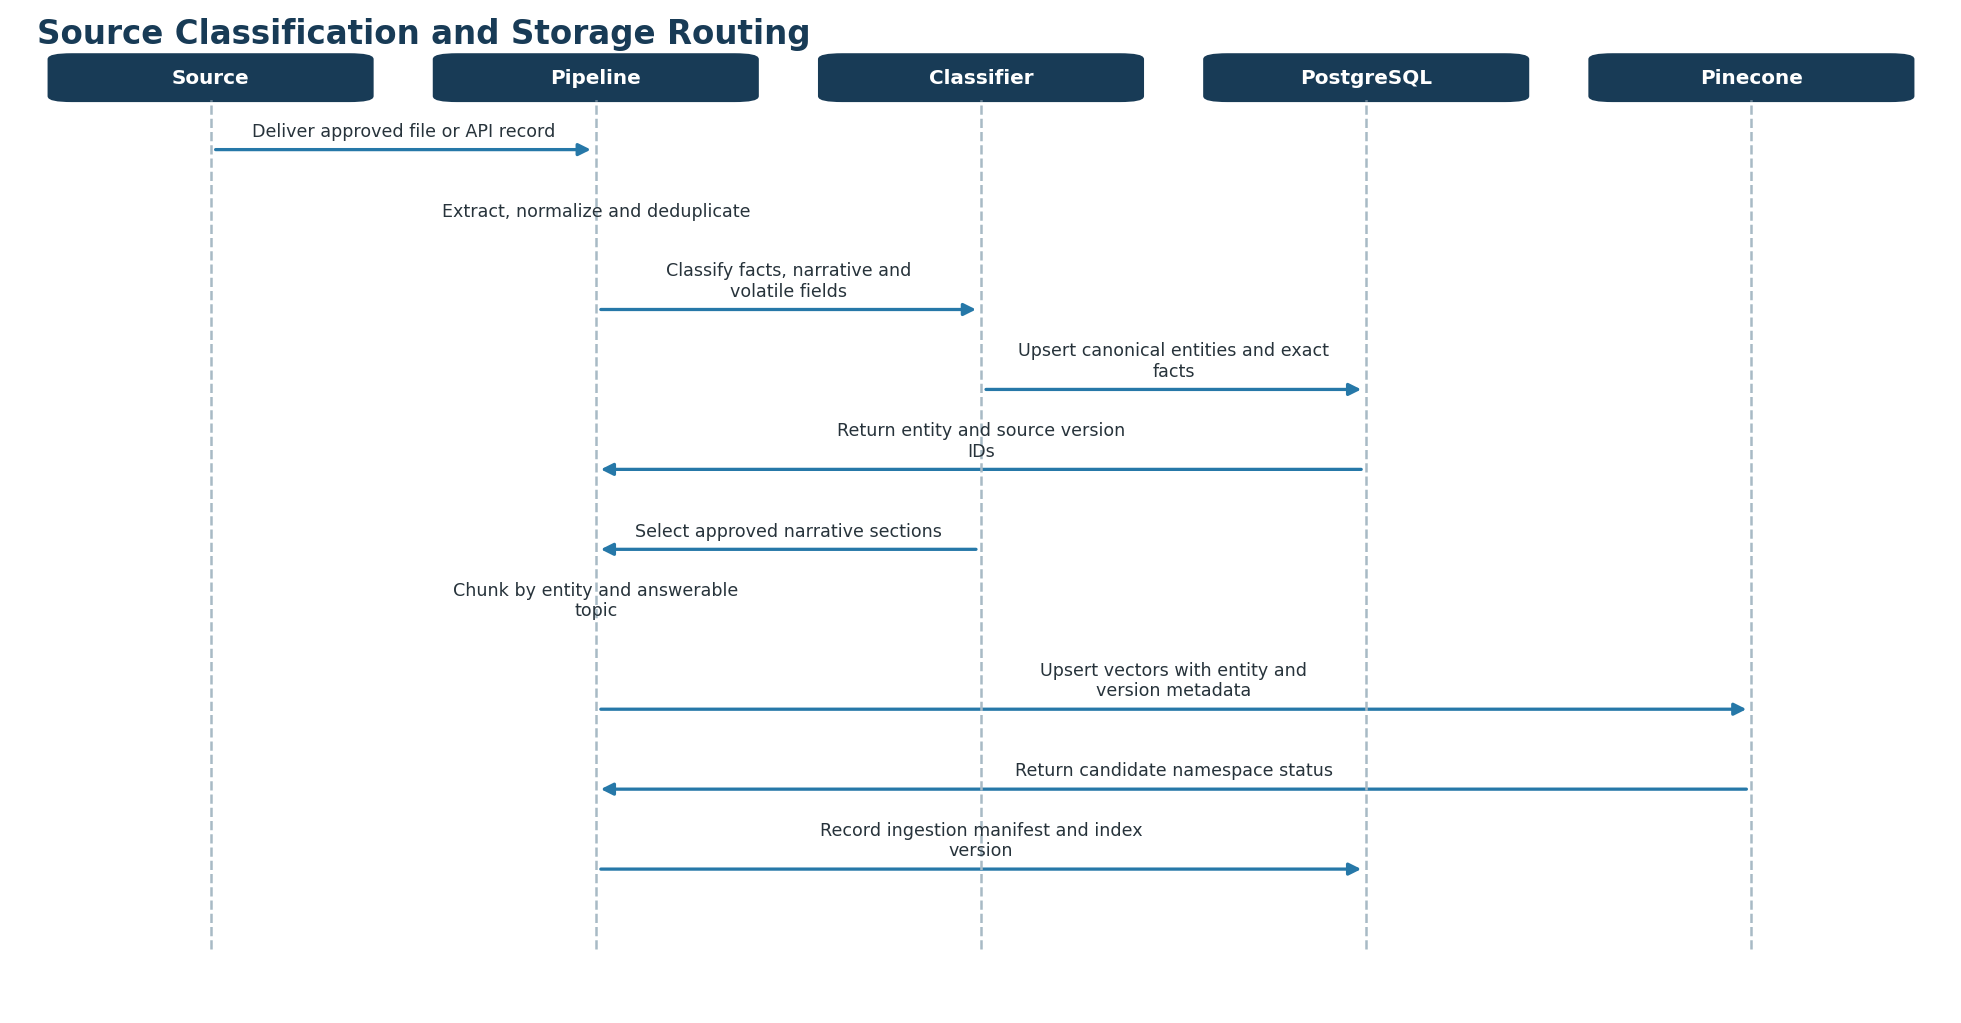 Source Classification and Storage Routing
Source
Pipeline
Classifier
PostgreSQL
Pinecone
Deliver approved file or API record
Extract, normalize and deduplicate
Classify facts, narrative and
volatile fields
Upsert canonical entities and exact
facts
Return entity and source version
IDs
Select approved narrative sections
Chunk by entity and answerable
topic
Upsert vectors with entity and
version metadata
Return candidate namespace status
Record ingestion manifest and index
version